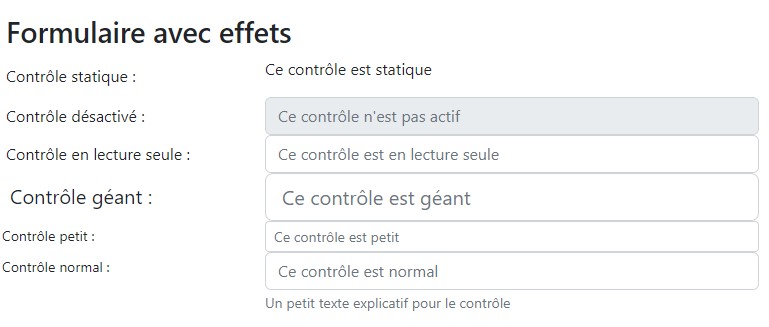 Formulaire avec effets
Contrôle statique : Ce contrôle est statique
Contrôle désactivé : Ce contrôle n'est pas actif
Contrôle en lecture seule : Ce contrôle est en lecture seule
Contrôle géant : Ce contrôle est géant
Contrôle petit : Ce contrôle est petit
Contrôle normal : Ce contrôle est normal
Un petit texte explicatif pour le contrôle